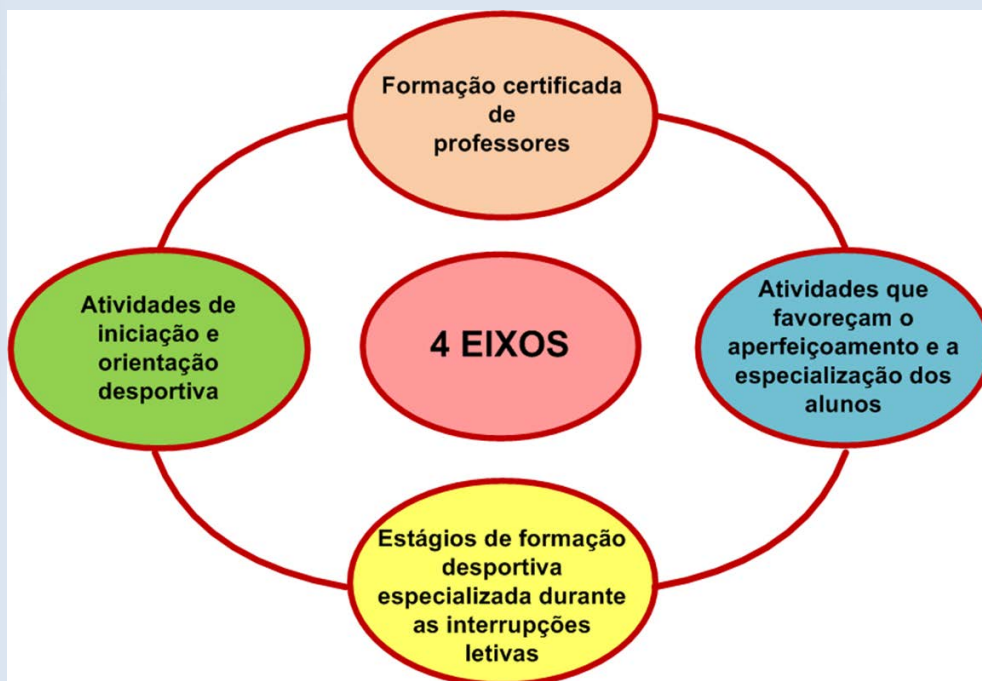 Formação certificada
de
professores
Atividades de
iniciação e
orientação
desportiva
4 EIXOS
Atividades que
favoreçam o
aperfeiçoamento e a
especialização dos
alunos
Estágios de formação
desportiva
especializada durante
as interrupções
letivas